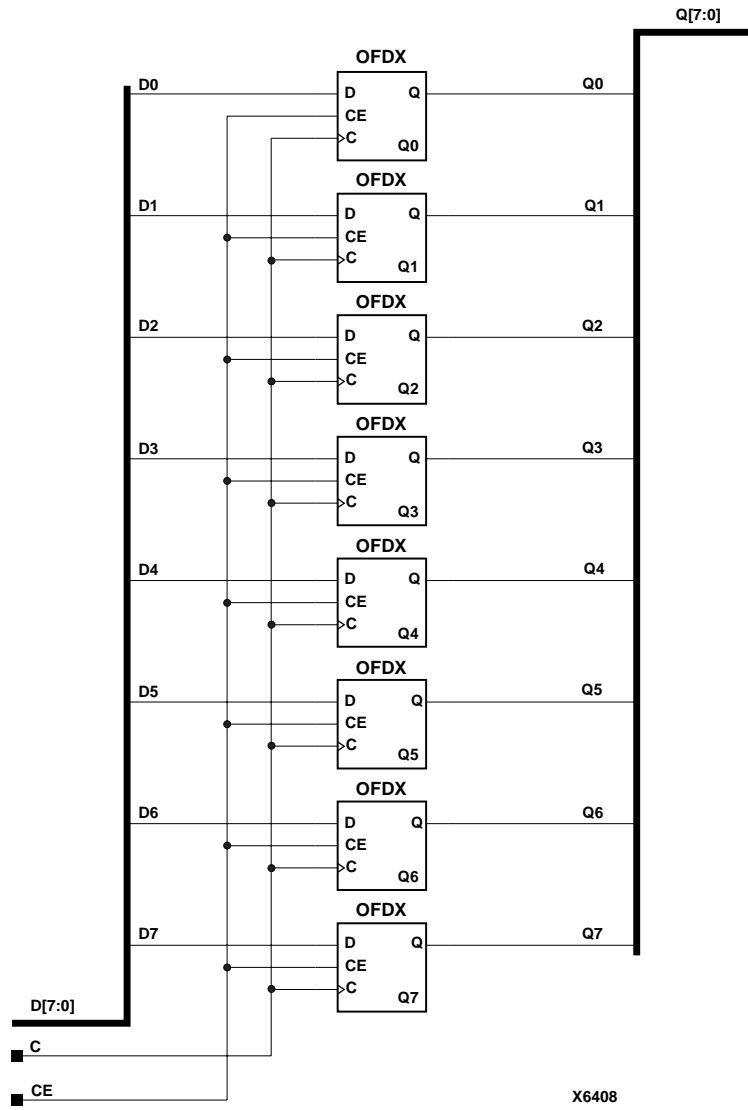 Q[7:0]
OFDX
D0 D Q Q0
CE
C
Q0
OFDX
D1 D Q Q1
CE
C
Q1
OFDX
D2 D Q Q2
CE
C
Q2
OFDX
D3 D Q Q3
CE
C
Q3
OFDX
D4 D Q Q4
CE
C
Q4
OFDX
D5 D Q Q5
CE
C
Q5
OFDX
D6 D Q Q6
CE
C
Q6
OFDX
D7 D Q Q7
CE
C
Q7
D[7:0]
C
CE
X6408